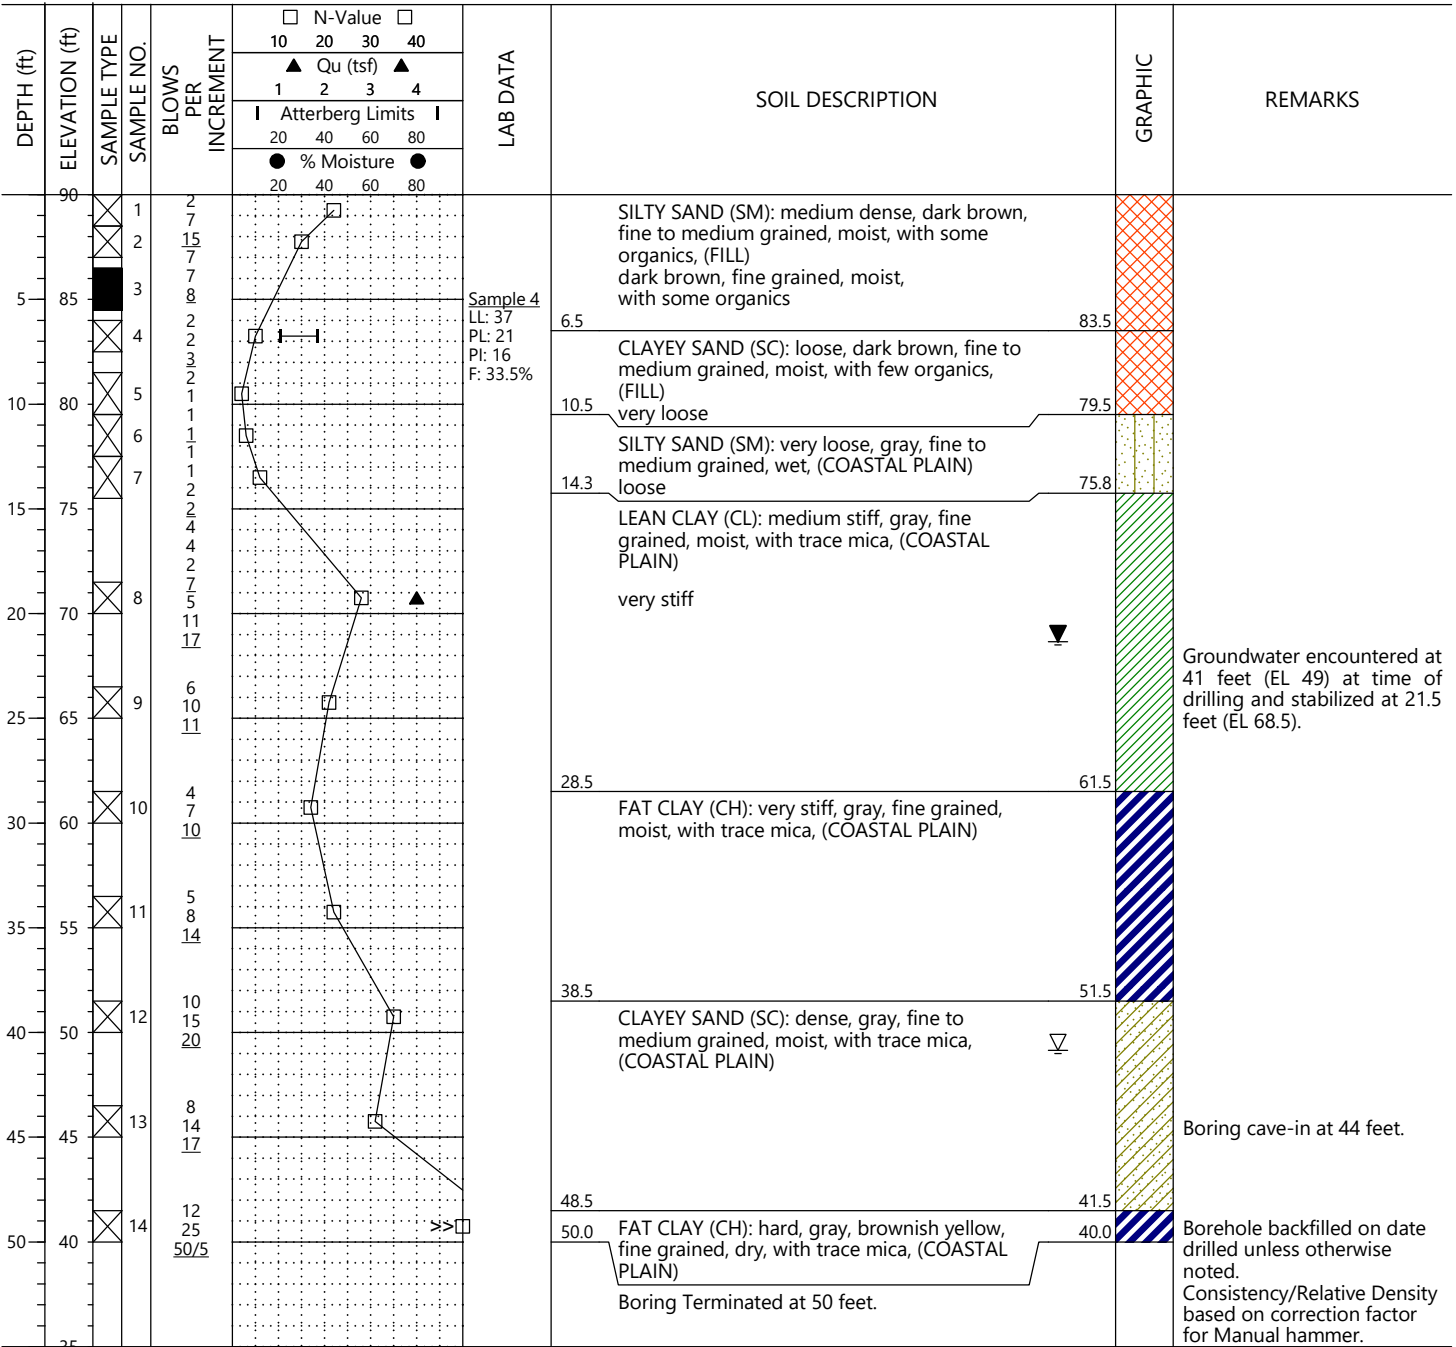 DEPTH (ft)
ELEVATION (ft)
SAMPLE TYPE
SAMPLE NO.
BLOWS
PER
INCREMENT
N-Value
10 20 30 40
Qu (tsf)
1 2 3 4
Atterberg Limits
20 40 60 80
% Moisture
20 40 60 80
LAB DATA
SOIL DESCRIPTION
GRAPHIC
REMARKS
90
5 85
10 80
15 75
20 70
25 65
30 60
35 55
40 50
45 45
50 40
1
2
3
4
5
6
7
8
9
10
11
12
13
14
2
7
15
7
7
8
2
2
3
2
1
1
1
1
1
2
2
4
4
2
7
5
11
17
6
10
11
4
7
10
5
8
14
10
15
20
8
14
17
12
25
50/5
>>
Sample 4
LL: 37
PL: 21
PI: 16
F: 33.5%
SILTY SAND (SM): medium dense, dark brown,
fine to medium grained, moist, with some
organics, (FILL)
dark brown, fine grained, moist,
with some organics
6.5 83.5
CLAYEY SAND (SC): loose, dark brown, fine to
medium grained, moist, with few organics,
(FILL)
10.5 very loose 79.5
SILTY SAND (SM): very loose, gray, fine to
medium grained, wet, (COASTAL PLAIN)
14.3 loose 75.8
LEAN CLAY (CL): medium stiff, gray, fine
grained, moist, with trace mica, (COASTAL
PLAIN)
very stiff
28.5 61.5
FAT CLAY (CH): very stiff, gray, fine grained,
moist, with trace mica, (COASTAL PLAIN)
38.5 51.5
CLAYEY SAND (SC): dense, gray, fine to
medium grained, moist, with trace mica,
(COASTAL PLAIN)
48.5 41.5
50.0 FAT CLAY (CH): hard, gray, brownish yellow, 40.0
fine grained, dry, with trace mica, (COASTAL
PLAIN)
Boring Terminated at 50 feet.
Groundwater encountered at
41 feet (EL 49) at time of
drilling and stabilized at 21.5
feet (EL 68.5).
Boring cave-in at 44 feet.
Borehole backfilled on date
drilled unless otherwise
noted.
Consistency/Relative Density
based on correction factor
for Manual hammer.